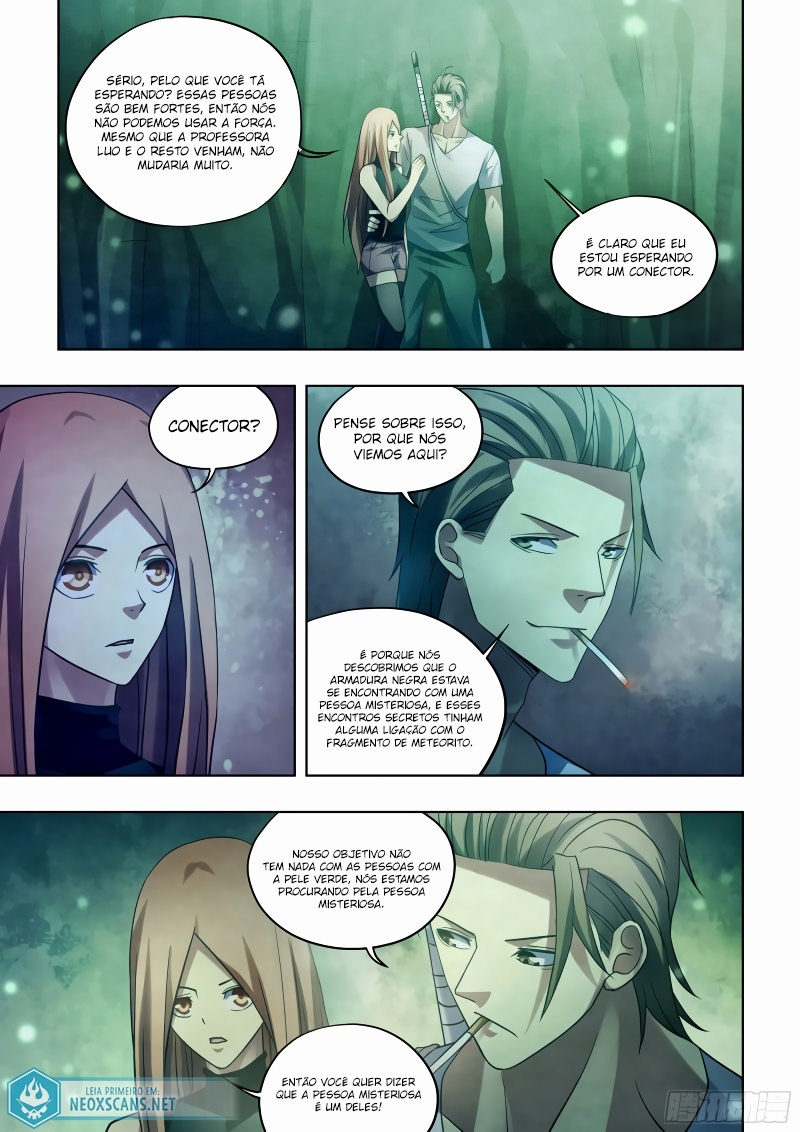 SÉRIO, PELO QUE VOCÊ TÁ
ESPERANDO? ESSAS PESSOAS
SÃO BEM FORTES, ENTÃO NÓS
NÃO PODEMOS USAR A FORÇA.
MESMO QUE A PROFESSORA
LUO E O RESTO VENHAM, NÃO
MUDARIA MUITO.
É CLARO QUE EU
ESTOU ESPERANDO
POR UM CONECTOR.
CONECTOR?
PENSE SOBRE ISSO,
POR QUE NÓS
VIEMOS AQUI?
É PORQUE NÓS
DESCOBRIMOS QUE O
ARMADURA NEGRA ESTAVA
SE ENCONTRANDO COM UMA
PESSOA MISTERIOSA, E ESSES
ENCONTROS SECRETOS TINHAM
ALGUMA LIGAÇÃO COM O
FRAGMENTO DE METEORITO.
NOSSO OBJETIVO NÃO
TEM NADA COM AS PESSOAS COM
A PELE VERDE, NÓS ESTAMOS
PROCURANDO PELA PESSOA
MISTERIOSA.
ENTÃO VOCÊ QUER DIZER
QUE A PESSOA MISTERIOSA
É UM DELES!
LEIA PRIMEIRO EM:
NEOXSCANS.NET
腾讯动漫